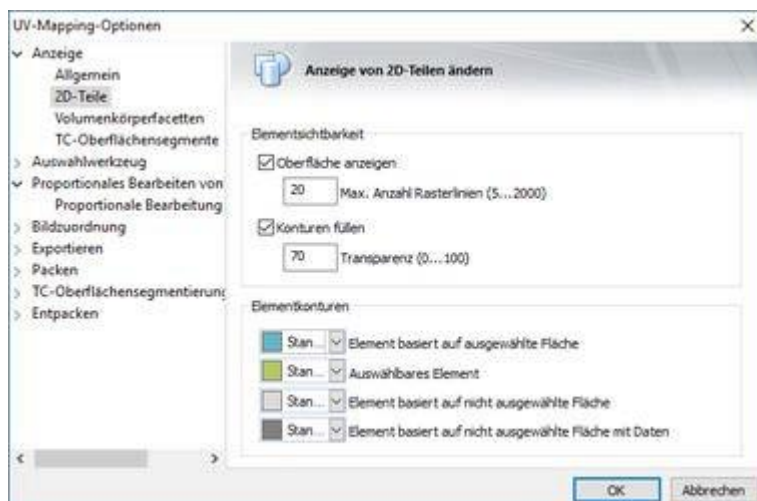 UV-Mapping-Optionen
Anzeige
Allgemein
2D-Teile
Volumenkörperfacetten
TC-Oberflächensegmente
Auswahlwerkzeug
Proportionales Bearbeiten von
Proportionale Bearbeitung
Bildzuordnung
Exportieren
Packen
TC-Oberflächensegmentierung
Entpacken
Anzeige von 2D-Teilen ändern
Elementsichtbarkeit
Oberfläche anzeigen
20 Max. Anzahl Rasterlinien (5...2000)
Konturen füllen
70 Transparenz (0...100)
Elementkonturen
Stan... Element basiert auf ausgewählte Fläche
Stan... Auswählbares Element
Stan... Element basiert auf nicht ausgewählte Fläche
Stan... Element basiert auf nicht ausgewählte Fläche mit Daten
OK Abbrechen